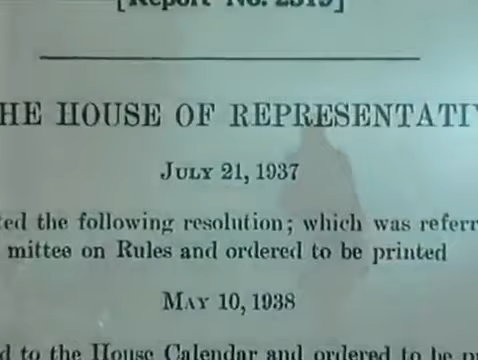 [Report No. 2319]
HE HOUSE OF REPRESENTATI
JULY 21, 1937
ted the following resolution; which was referr
mittee on Rules and ordered to be printed
MAY 10, 1938
d to the House Calendar and ordered to be p